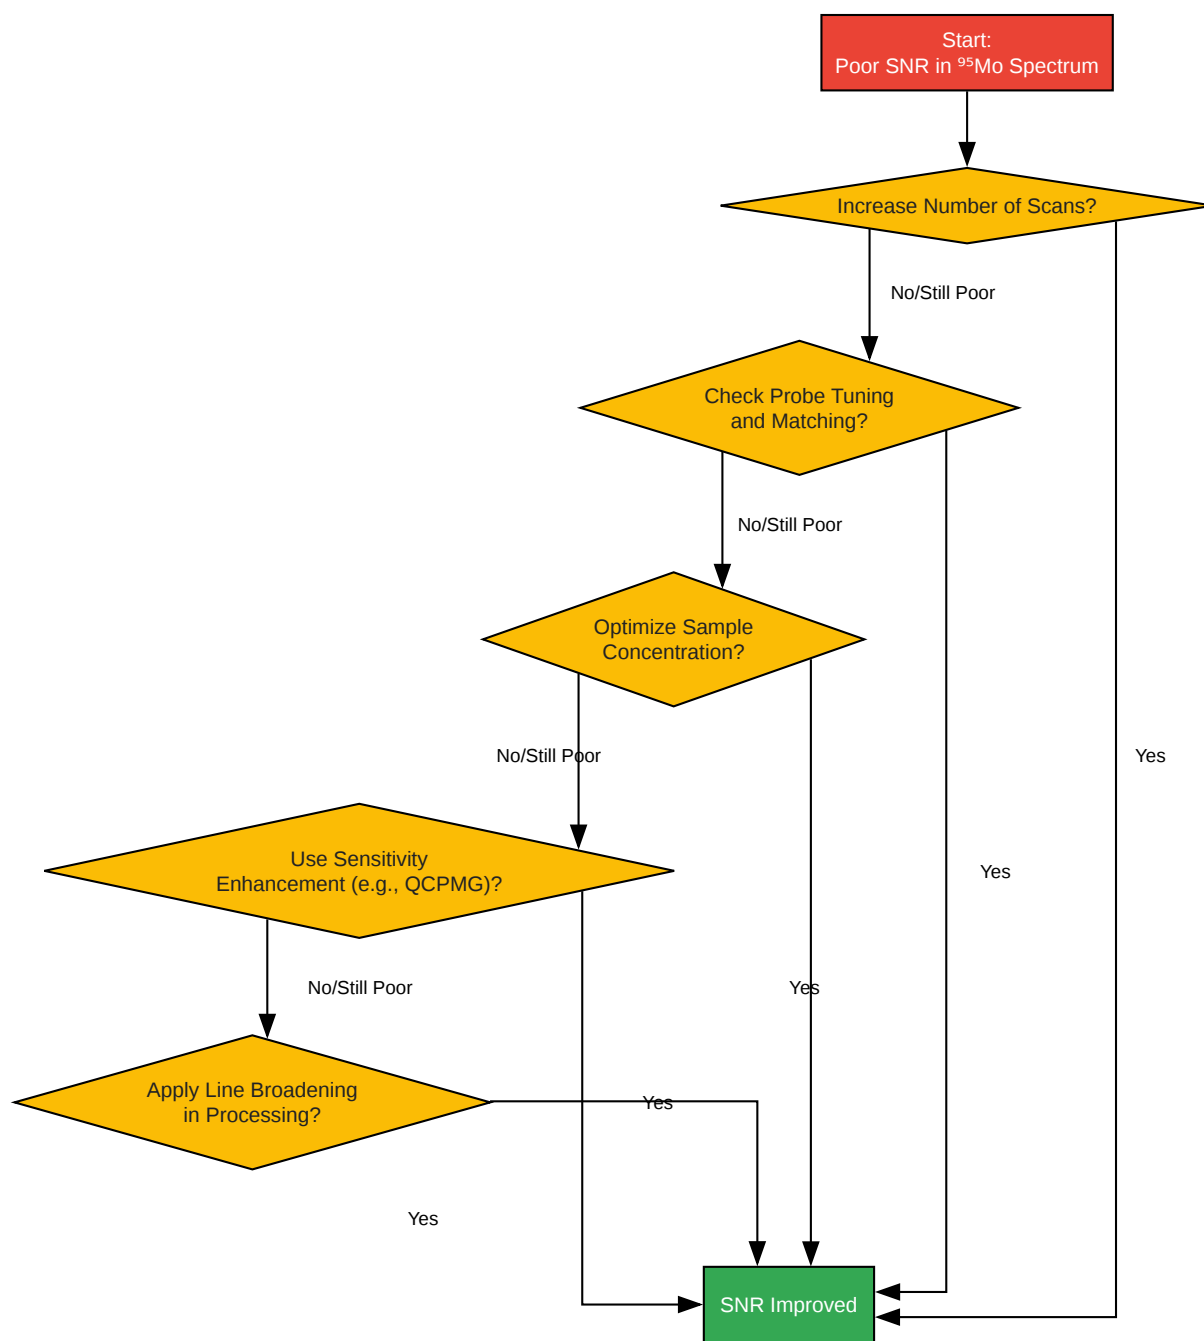 Start:
Poor SNR in ⁹⁵Mo Spectrum
Increase Number of Scans?
No/Still Poor
Check Probe Tuning
and Matching?
No/Still Poor
Optimize Sample
Concentration?
No/Still Poor
Yes
Use Sensitivity
Enhancement (e.g., QCPMG)?
Yes
No/Still Poor
Yes
Apply Line Broadening
in Processing?
Yes
Yes
SNR Improved